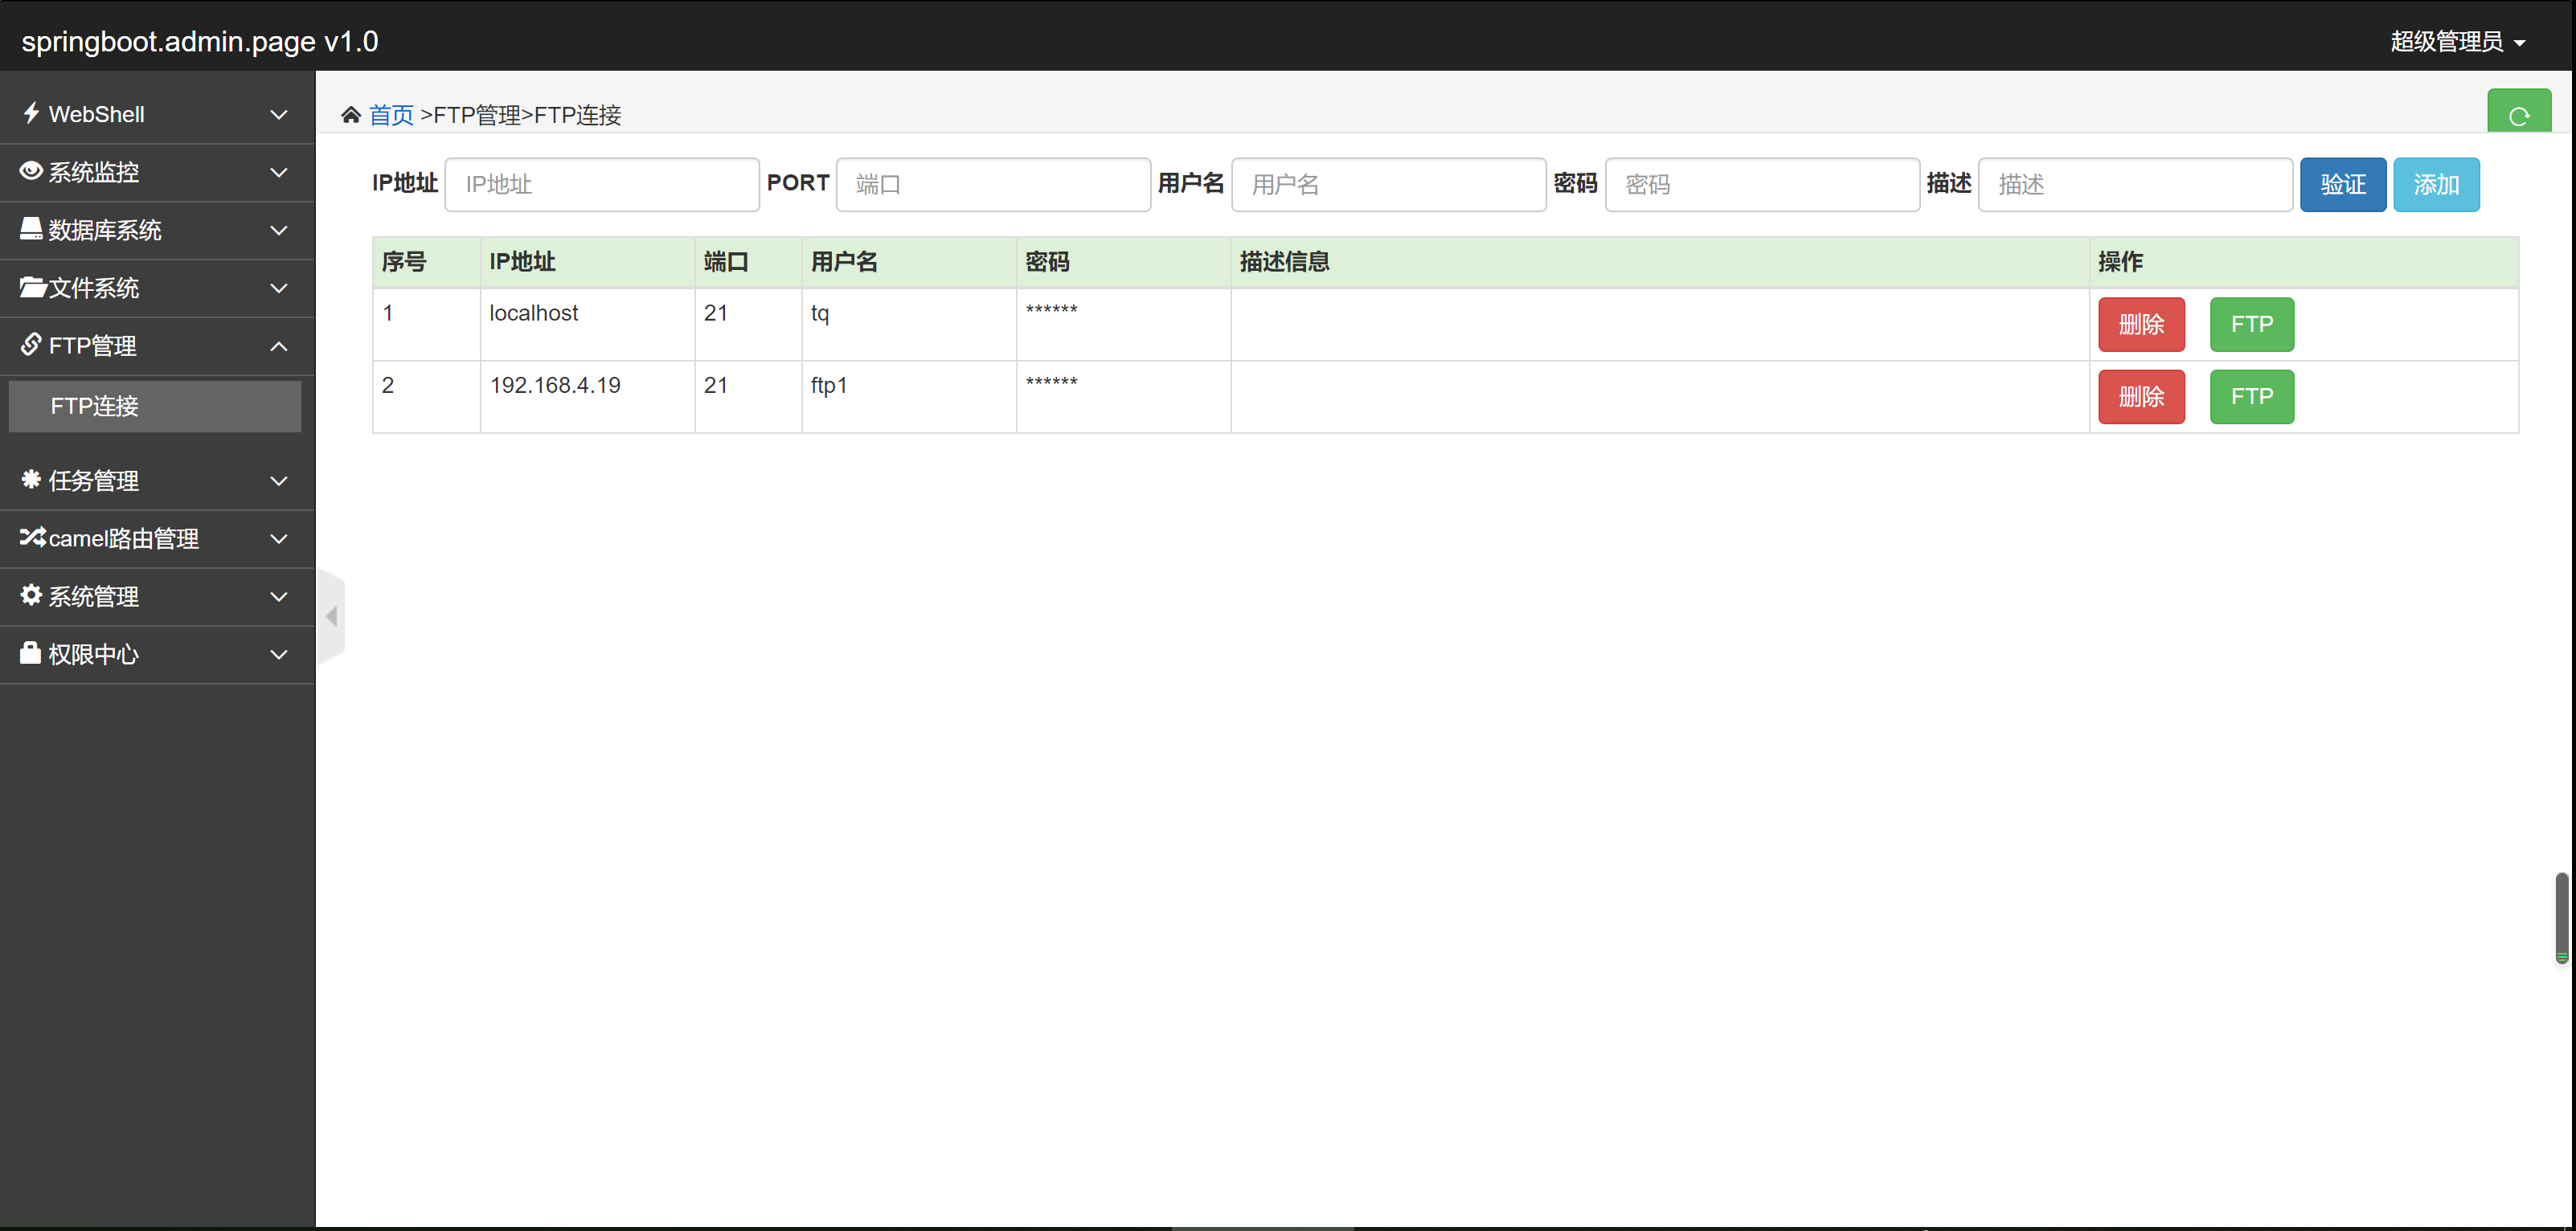 springboot.admin.page v1.0
超级管理员
WebShell
系统监控
数据库系统
文件系统
FTP管理
FTP连接
任务管理
camel路由管理
系统管理
权限中心
首页 >FTP管理>FTP连接
IP地址 IP地址 PORT 端口 用户名 用户名 密码 密码 描述 描述 验证 添加
序号 IP地址 端口 用户名 密码 描述信息 操作
1 localhost 21 tq ****** 删除 FTP
2 192.168.4.19 21 ftp1 ****** 删除 FTP